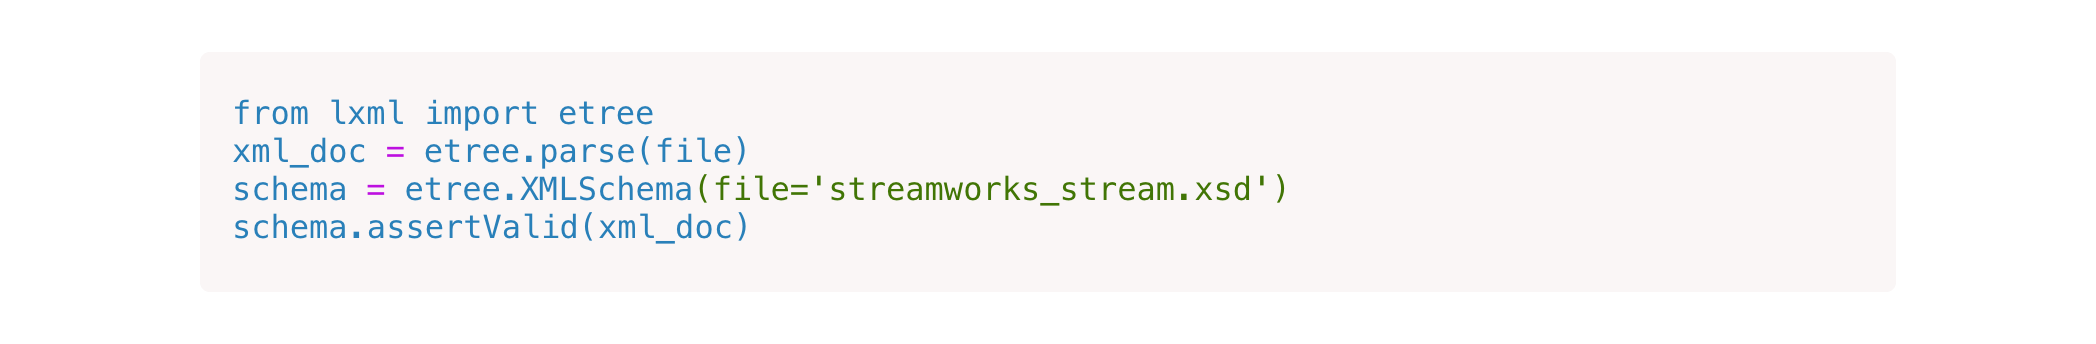 from lxml import etree
xml_doc = etree.parse(file)
schema = etree.XMLSchema(file='streamworks_stream.xsd')
schema.assertValid(xml_doc)